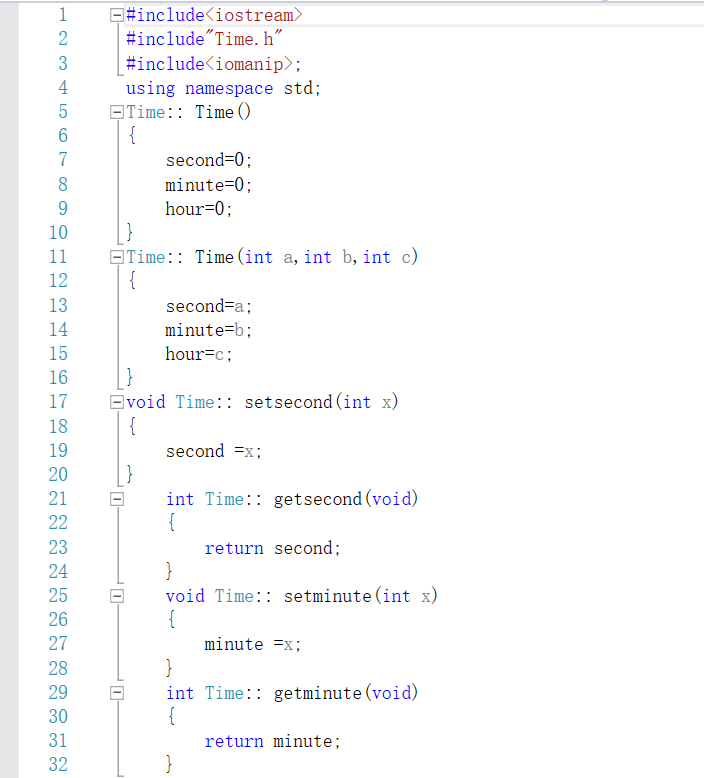 1 #include<iostream>
2 #include"Time.h"
3 #include<iomanip>;
4 using namespace std;
5 Time:: Time()
6 {
7 second=0;
8 minute=0;
9 hour=0;
10 }
11 Time:: Time(int a,int b,int c)
12 {
13 second=a;
14 minute=b;
15 hour=c;
16 }
17 void Time:: setsecond(int x)
18 {
19 second =x;
20 }
21 int Time:: getsecond(void)
22 {
23 return second;
24 }
25 void Time:: setminute(int x)
26 {
27 minute =x;
28 }
29 int Time:: getminute(void)
30 {
31 return minute;
32 }